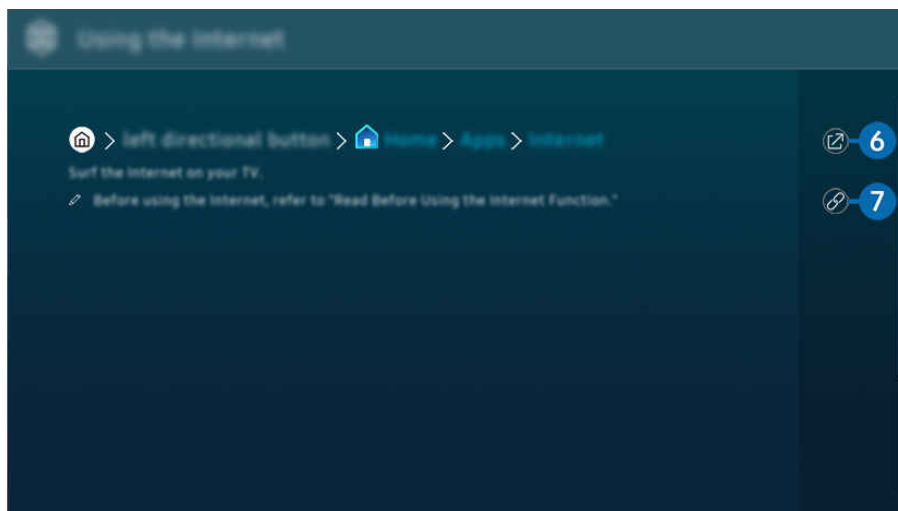 Using the Internet
> left directional button > Home > Apps > Internet
6
Surf the Internet on your TV.
Before using the Internet, refer to "Read Before Using the Internet Function."
7